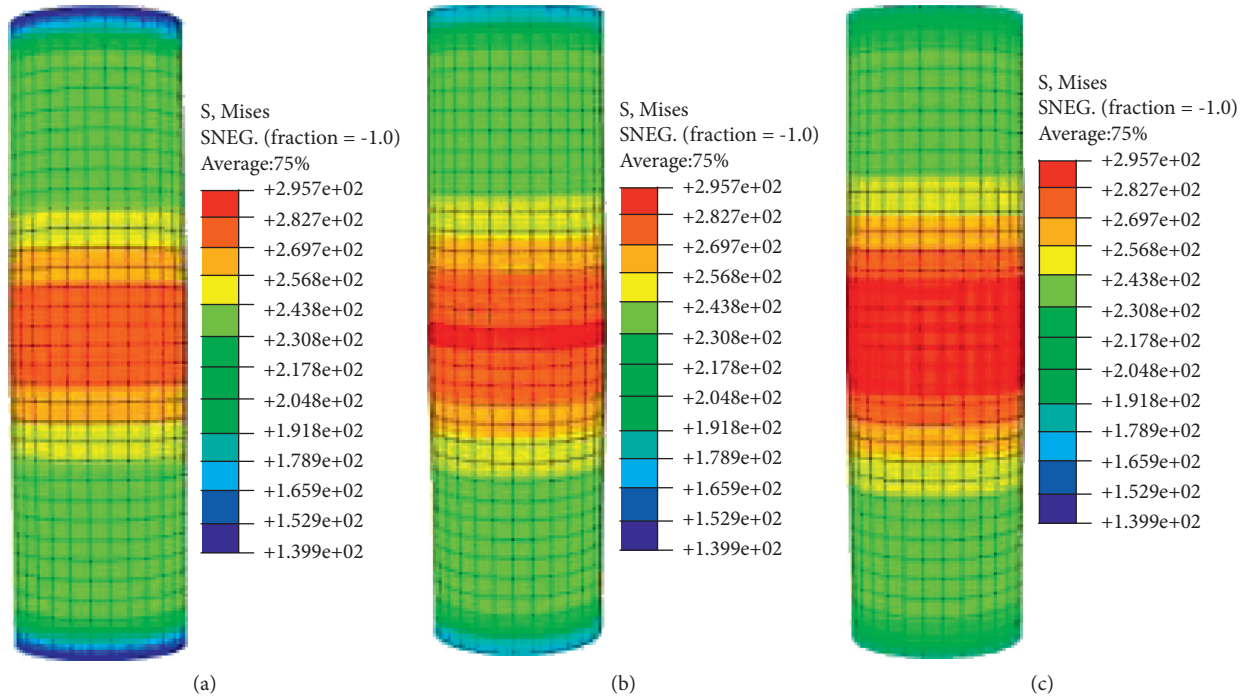 S, Mises
SNEG. (fraction = -1.0)
Average:75%
+2.957e+02
+2.827e+02
+2.697e+02
+2.568e+02
+2.438e+02
+2.308e+02
+2.178e+02
+2.048e+02
+1.918e+02
+1.789e+02
+1.659e+02
+1.529e+02
+1.399e+02
(a)
S, Mises
SNEG. (fraction = -1.0)
Average:75%
+2.957e+02
+2.827e+02
+2.697e+02
+2.568e+02
+2.438e+02
+2.308e+02
+2.178e+02
+2.048e+02
+1.918e+02
+1.789e+02
+1.659e+02
+1.529e+02
+1.399e+02
(b)
S, Mises
SNEG. (fraction = -1.0)
Average:75%
+2.957e+02
+2.827e+02
+2.697e+02
+2.568e+02
+2.438e+02
+2.308e+02
+2.178e+02
+2.048e+02
+1.918e+02
+1.789e+02
+1.659e+02
+1.529e+02
+1.399e+02
(c)